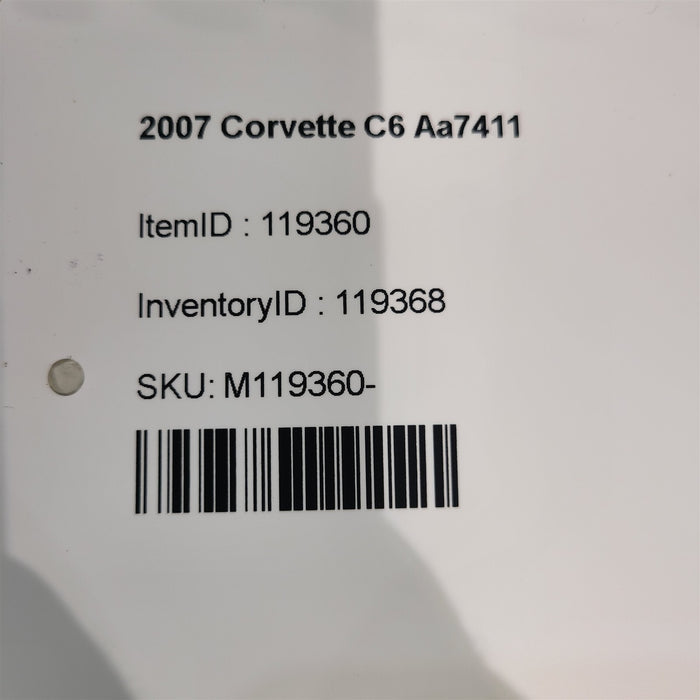 2007 Corvette C6 Aa7411
ItemID : 119360
InventoryID : 119368
SKU: M119360-